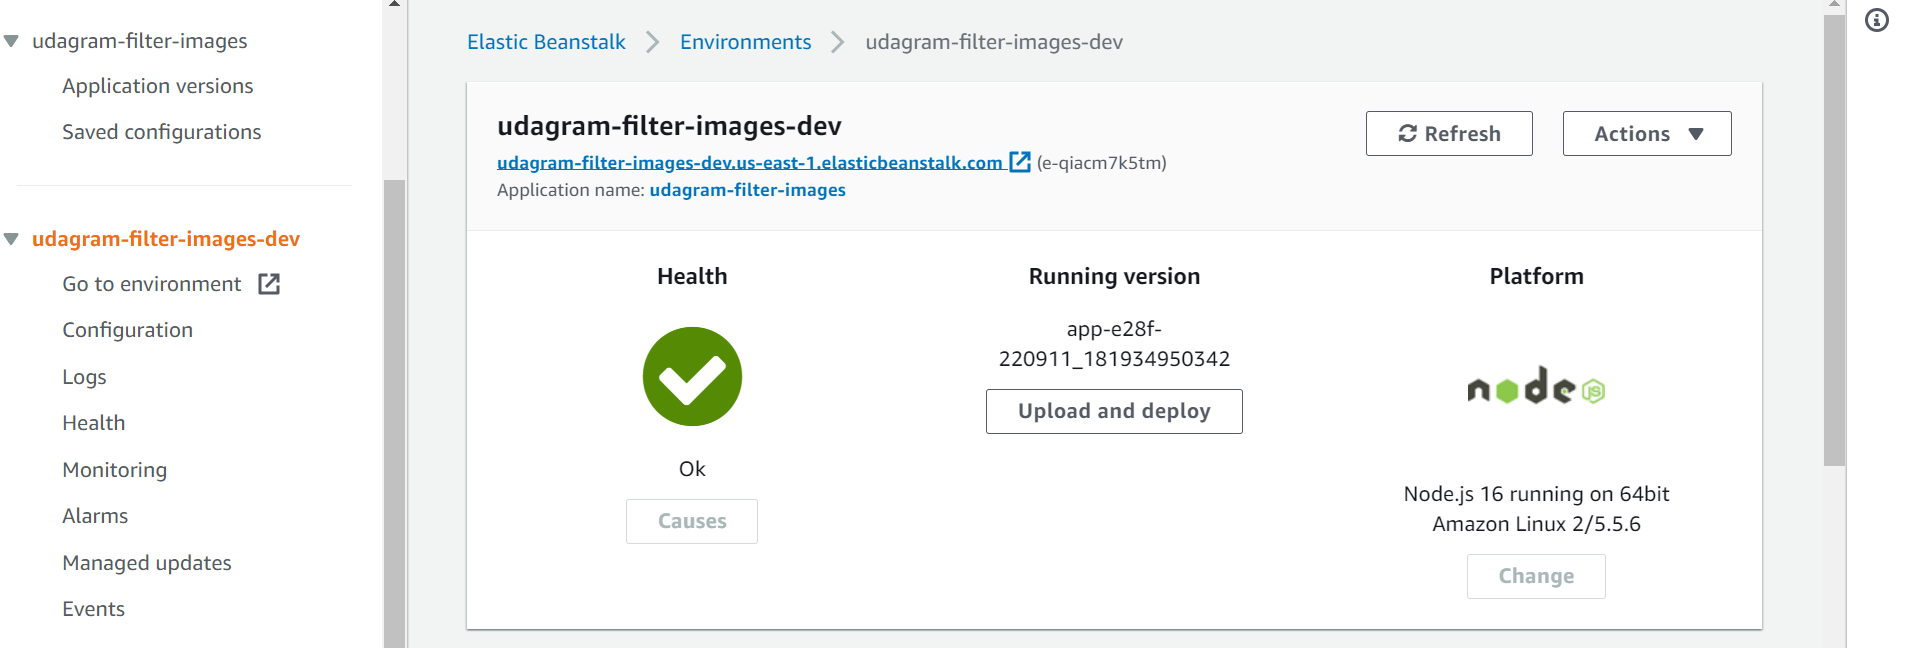 udagram-filter-images
Application versions
Saved configurations
udagram-filter-images-dev
Go to environment
Configuration
Logs
Health
Monitoring
Alarms
Managed updates
Events
Elastic Beanstalk
Environments
udagram-filter-images-dev
udagram-filter-images-dev
udagram-filter-images-dev.us-east-1.elasticbeanstalk.com (e-qiacm7k5tm)
Application name: udagram-filter-images
Refresh
Actions
Health
Ok
Causes
Running version
app-e28f-
220911_181934950342
Upload and deploy
Platform
node JS
Node.js 16 running on 64bit
Amazon Linux 2/5.5.6
Change